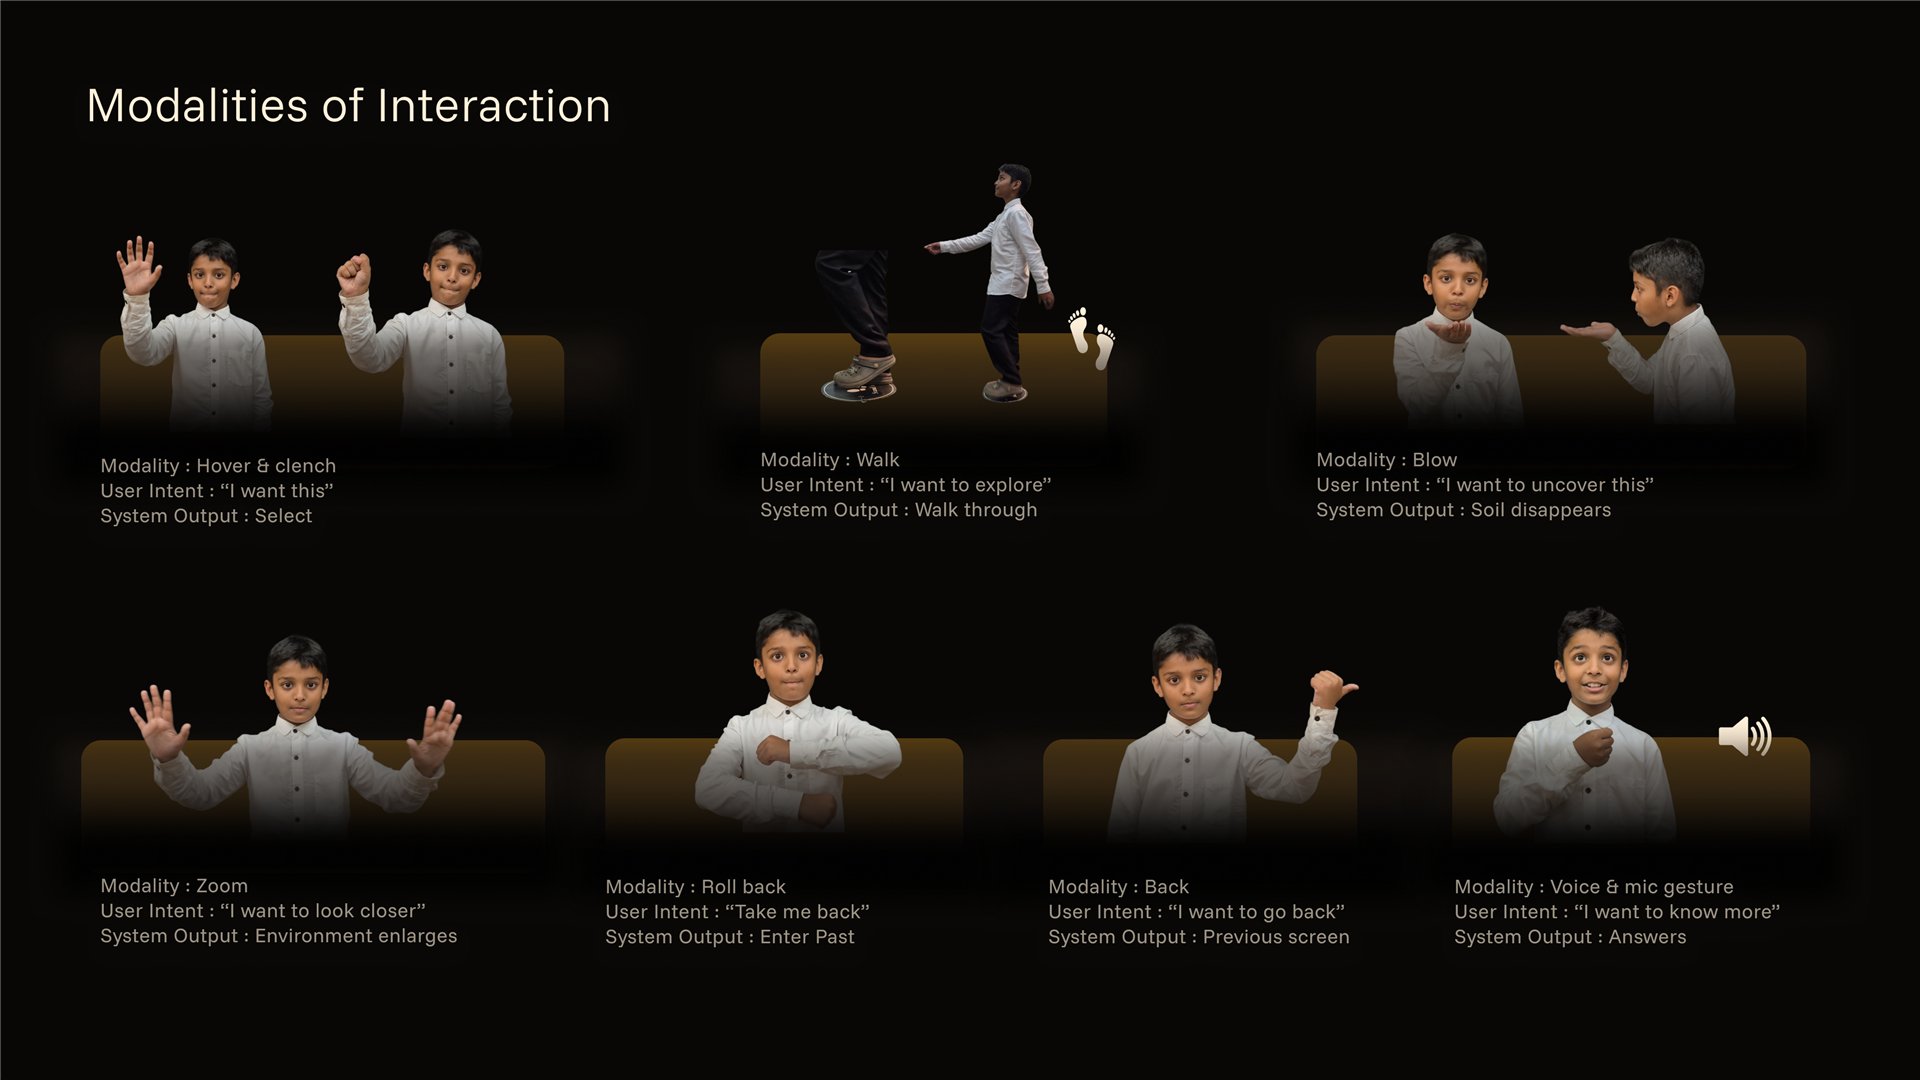 Modalities of Interaction
Modality : Hover & clench
User Intent : “I want this”
System Output : Select
Modality : Walk
User Intent : “I want to explore”
System Output : Walk through
Modality : Blow
User Intent : “I want to uncover this”
System Output : Soil disappears
Modality : Zoom
User Intent : “I want to look closer”
System Output : Environment enlarges
Modality : Roll back
User Intent : “Take me back”
System Output : Enter Past
Modality : Back
User Intent : “I want to go back”
System Output : Previous screen
Modality : Voice & mic gesture
User Intent : “I want to know more”
System Output : Answers